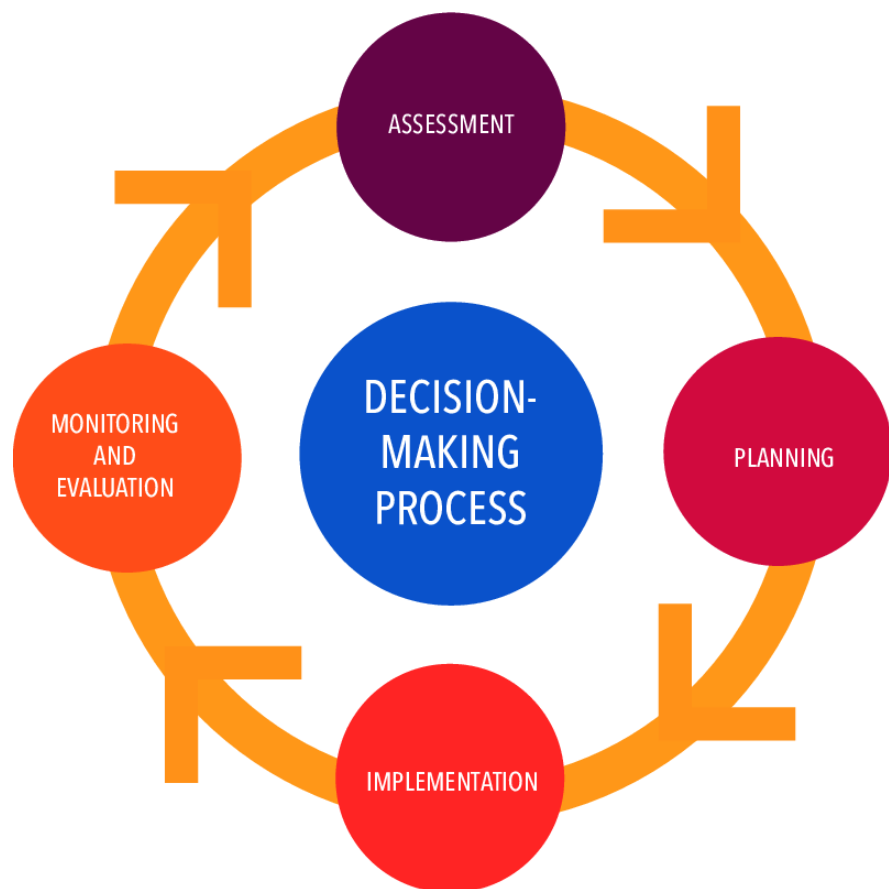 ASSESSMENT
DECISION-
MAKING
PROCESS
MONITORING
AND
EVALUATION
PLANNING
IMPLEMENTATION